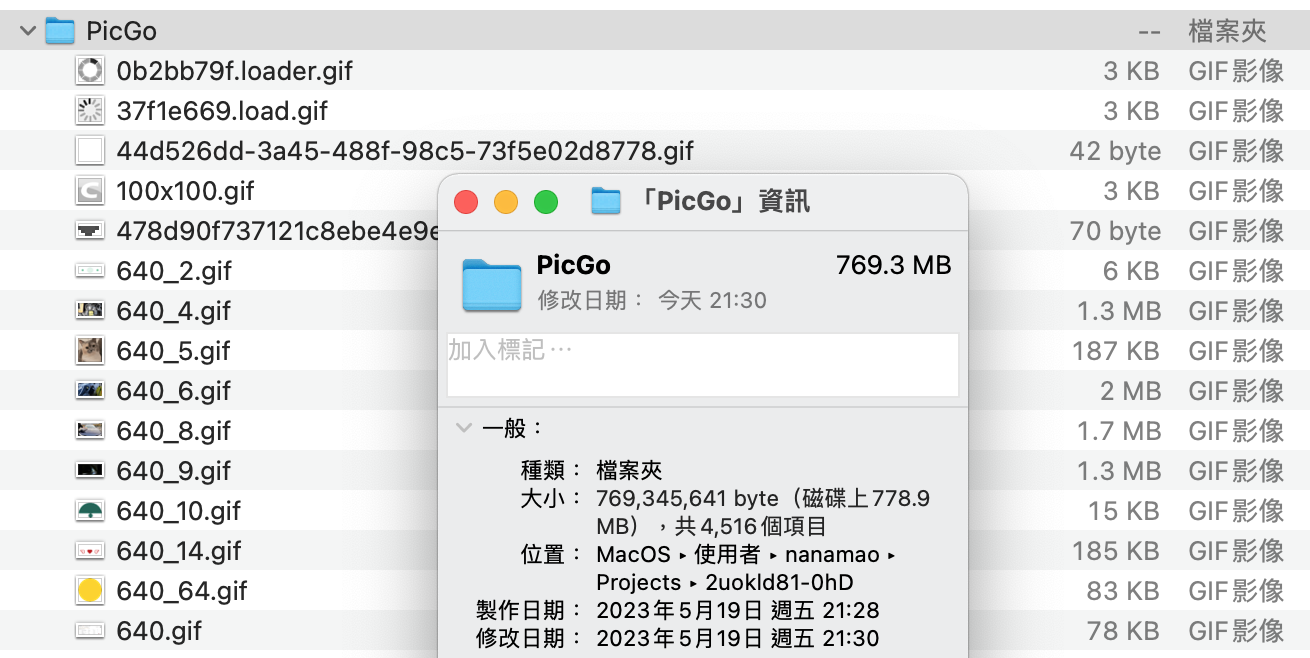 PicGo -- 檔案夾
0b2bb79f.loader.gif 3 KB GIF影像
37f1e669.load.gif 3 KB GIF影像
44d526dd-3a45-488f-98c5-73f5e02d8778.gif 42 byte GIF影像
100x100.gif 3 KB GIF影像
478d90f737121c8ebe4e9e 70 byte GIF影像
640_2.gif 6 KB GIF影像
640_4.gif 1.3 MB GIF影像
640_5.gif 187 KB GIF影像
640_6.gif 2 MB GIF影像
640_8.gif 1.7 MB GIF影像
640_9.gif 1.3 MB GIF影像
640_10.gif 15 KB GIF影像
640_14.gif 185 KB GIF影像
640_64.gif 83 KB GIF影像
640.gif 78 KB GIF影像
「PicGo」資訊
PicGo 769.3 MB
修改日期： 今天 21:30
加入標記⋯
一般：
種類： 檔案夾
大小： 769,345,641 byte（磁碟上778.9
MB），共4,516個項目
位置： MacOS ▸ 使用者 ▸ nanamao ▸
Projects ▸ 2uokld81-0hD
製作日期： 2023年5月19日 週五 21:28
修改日期： 2023年5月19日 週五 21:30